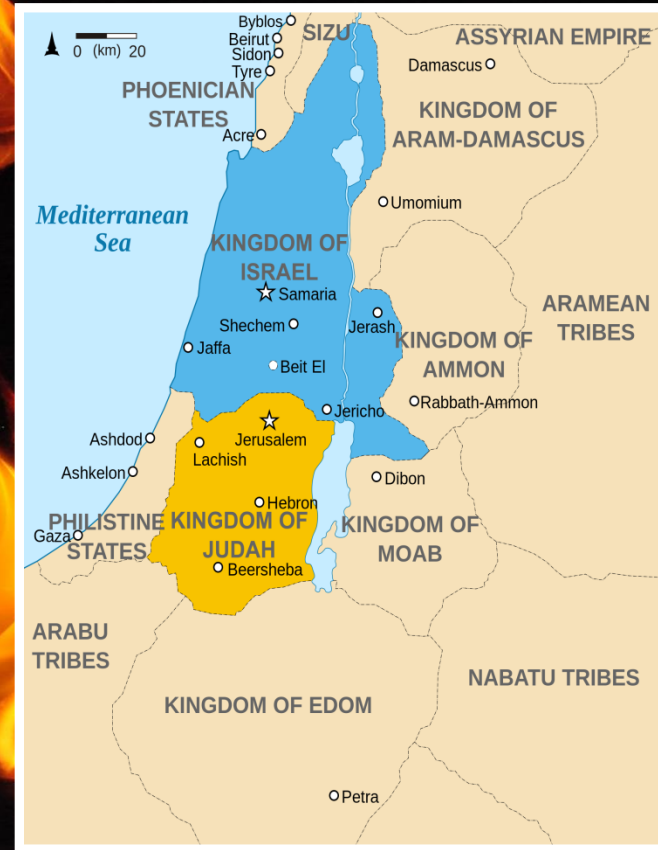 Byblos
SIZU
ASSYRIAN EMPIRE
0 (km) 20
Beirut
Sidon
Damascus
Tyre
PHOENICIAN
STATES
KINGDOM OF
ARAM-DAMASCUS
Acre
Umomium
Mediterranean
Sea
KINGDOM OF
ISRAEL
Samaria
ARAMEAN
TRIBES
Shechem
Jerash
KINGDOM OF
AMMON
Jaffa
Beit El
Rabbath-Ammon
Jericho
Ashdod
Jerusalem
Lachish
Ashkelon
Dibon
Hebron
PHILISTINE
STATES
KINGDOM OF
JUDAH
KINGDOM OF
MOAB
Gaza
Beersheba
ARABU
TRIBES
NABATU TRIBES
KINGDOM OF EDOM
Petra